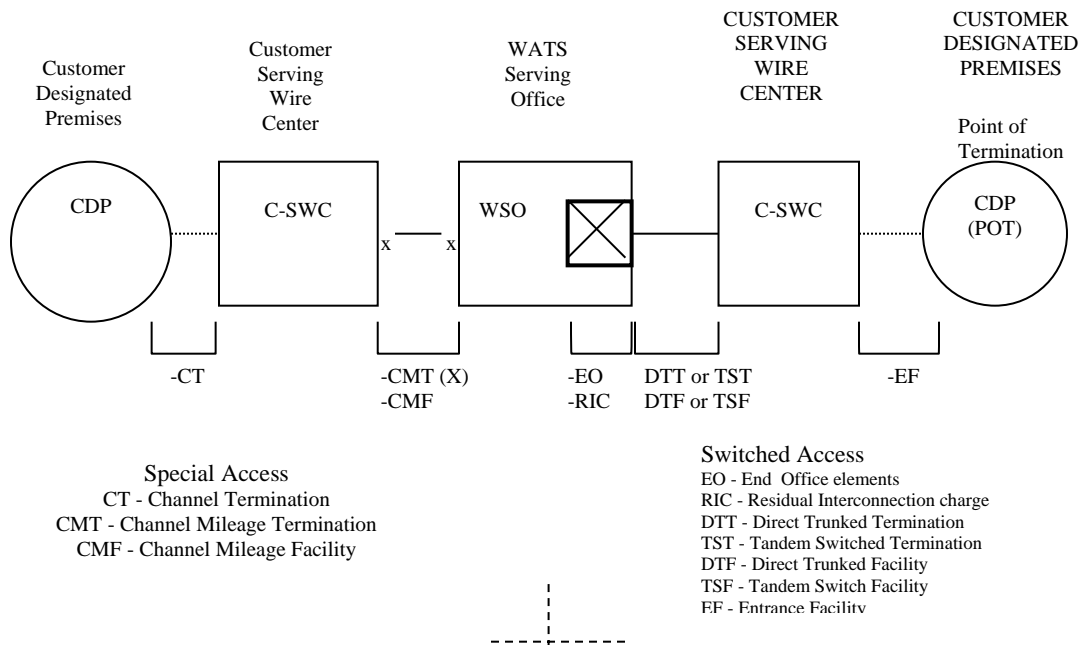 Customer
Designated
Premises
Customer
Serving
Wire
Center
WATS
Serving
Office
CUSTOMER
SERVING
WIRE
CENTER
CUSTOMER
DESIGNATED
PREMISES
Point of
Termination
CDP
C-SWC
x
x
WSO
C-SWC
CDP
(POT)
-CT
-CMT (X)
-CMF
-EO
-RIC
DTT or TST
DTF or TSF
-EF
Special Access
CT - Channel Termination
CMT - Channel Mileage Termination
CMF - Channel Mileage Facility
Switched Access
EO - End Office elements
RIC - Residual Interconnection charge
DTT - Direct Trunked Termination
TST - Tandem Switched Termination
DTF - Direct Trunked Facility
TSF - Tandem Switch Facility
EF - Entrance Facility